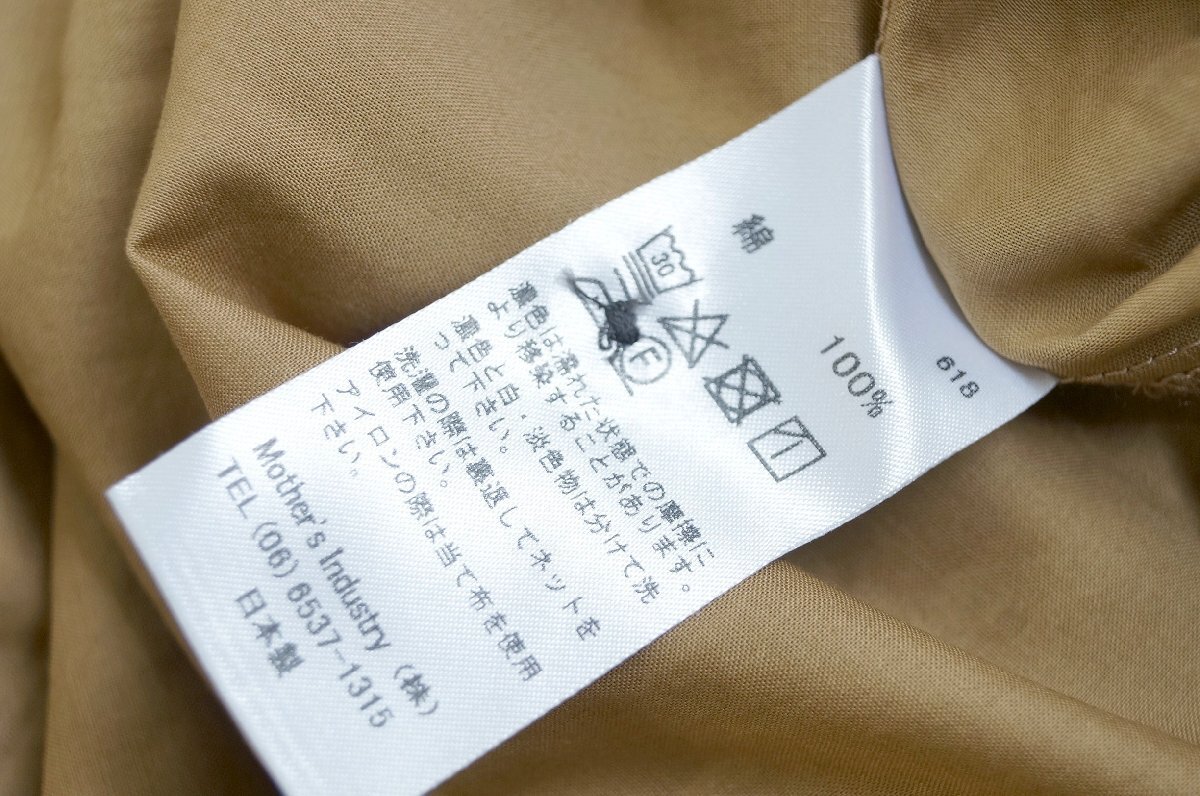 618
綿 100%
30
F
濃色は濡れた状態での摩擦に
より移染することがあります。
濃色と白・淡色物は分けて洗
って下さい。
洗濯の際は裏返してネットを
使用下さい。
アイロンの際は当て布を使用
下さい。
Mother's Industry (株)
TEL (06) 6537-1315
日本製